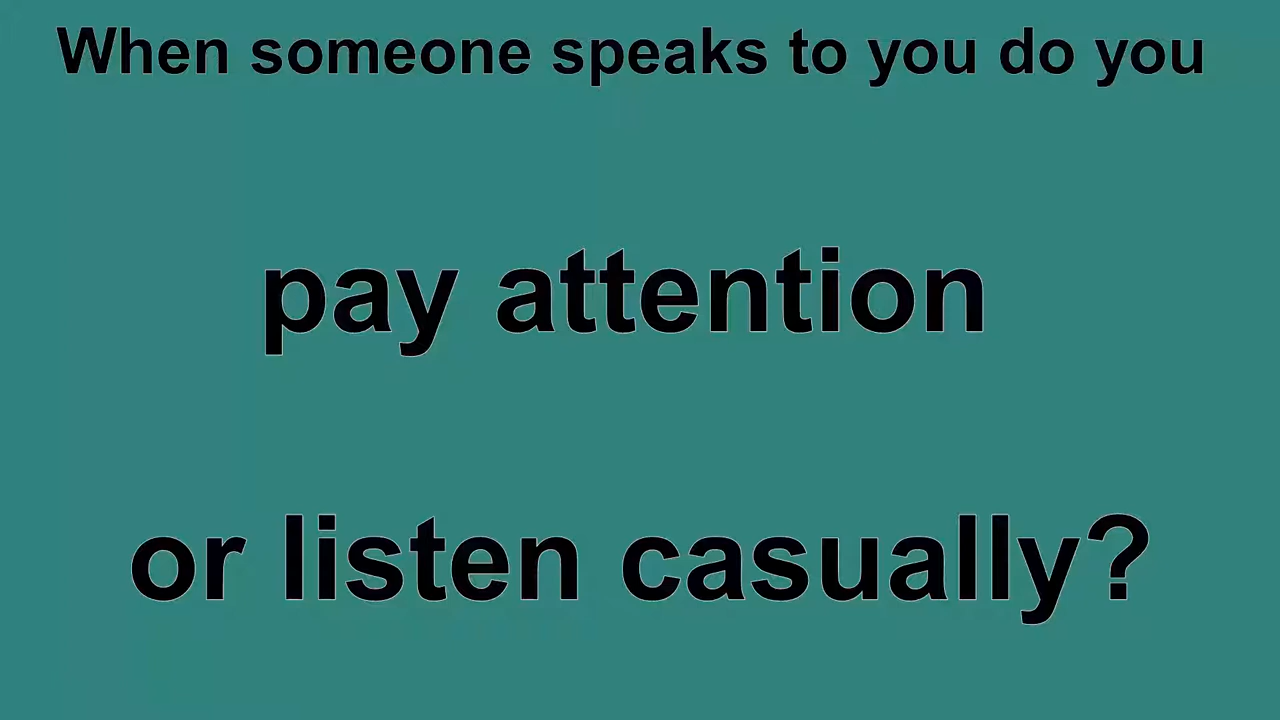 When someone speaks to you do you
pay attention
or listen casually?